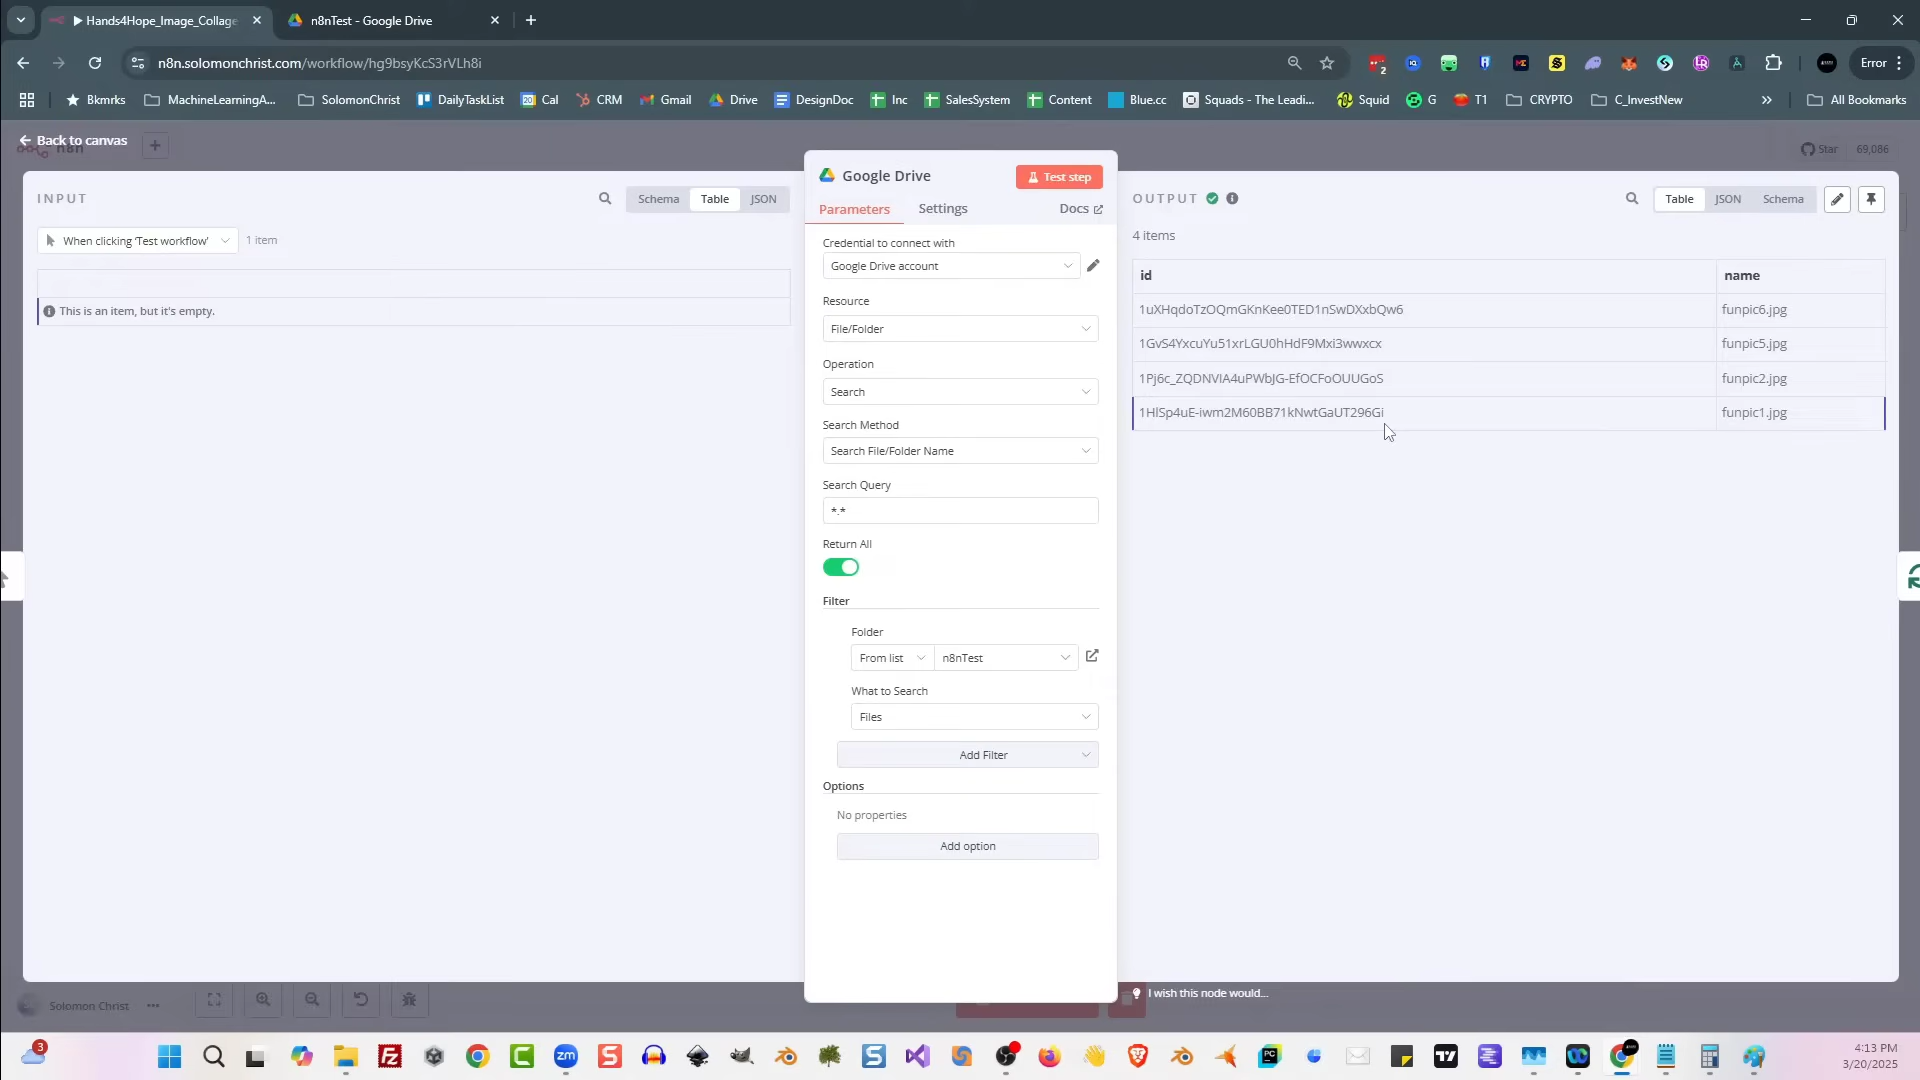 Hands4Hope_Image_Collage
n8nTest - Google Drive
n8n.solomonchrist.com/workflow/hg9bsyKcS3rVLh8i
2
Error
Bkmrks
MachineLearningA...
SolomonChrist
DailyTaskList
Cal
CRM
Gmail
Drive
DesignDoc
Inc
SalesSystem
Content
Blue.cc
Squads - The Leadi...
Squid
G
T1
CRYPTO
C_InvestNew
All Bookmarks
Back to canvas
n8n
Star
69,086
INPUT
Schema
Table
JSON
When clicking ‘Test workflow’
1 item
This is an item, but it's empty.
Google Drive
Test step
Parameters
Settings
Docs
Credential to connect with
Google Drive account
Resource
File/Folder
Operation
Search
Search Method
Search File/Folder Name
Search Query
*.*
Return All
Filter
Folder
From list
n8nTest
What to Search
Files
Add Filter
Options
No properties
Add option
OUTPUT
Table
JSON
Schema
4 items
id
name
1uXHqdoTzOQmGKnKee0TED1nSwDXxbQw6
funpic6.jpg
1GvS4YxcuYu51xrLGU0hHdF9Mxi3wwxcx
funpic5.jpg
1Pj6c_ZQDNVIA4uPWbJG-EfOCFoOUUGoS
funpic2.jpg
1HlSp4uE-iwm2M60BB71kNwtGaUT296Gi
funpic1.jpg
I wish this node would...
Solomon Christ
3
4:13 PM
3/20/2025